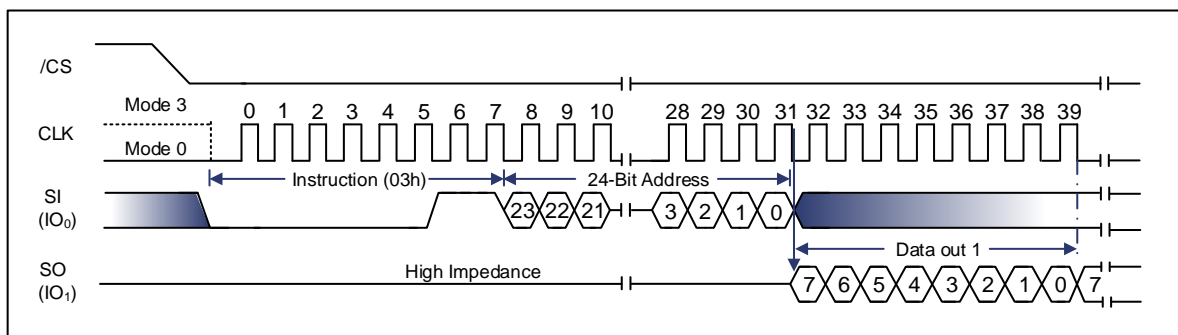 /CS
Mode 3
0 1 2 3 4 5 6 7 8 9 10 28 29 30 31 32 33 34 35 36 37 38 39
CLK
Mode 0
Instruction (03h) 24-Bit Address
SI
(IO0)
23 22 21 3 2 1 0
Data out 1
SO
(IO1)
High Impedance
7 6 5 4 3 2 1 0 7